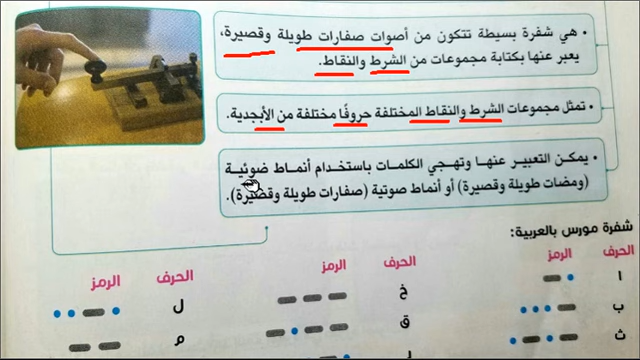 • هي شفرة بسيطة تتكون من أصوات صفارات طويلة وقصيرة،
يعبر عنها بكتابة مجموعات من الشرط والنقاط.
• تمثل مجموعات الشرط والنقاط المختلفة حروفًا مختلفة من الأبجدية.
• يمكن التعبير عنها وتهجي الكلمات باستخدام أنماط ضوئية
(ومضات طويلة وقصيرة) أو أنماط صوتية (صفارات طويلة وقصيرة).
شفرة مورس بالعربية:
الحرف الرمز الحرف الرمز الحرف الرمز
ا خ ل
ب ق م
ث